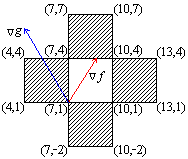 (7,7) (10,7)
∇g
(4,4) (7,4) (10,4) (13,4)
∇f
(4,1) (7,1) (10,1) (13,1)
(7,-2) (10,-2)